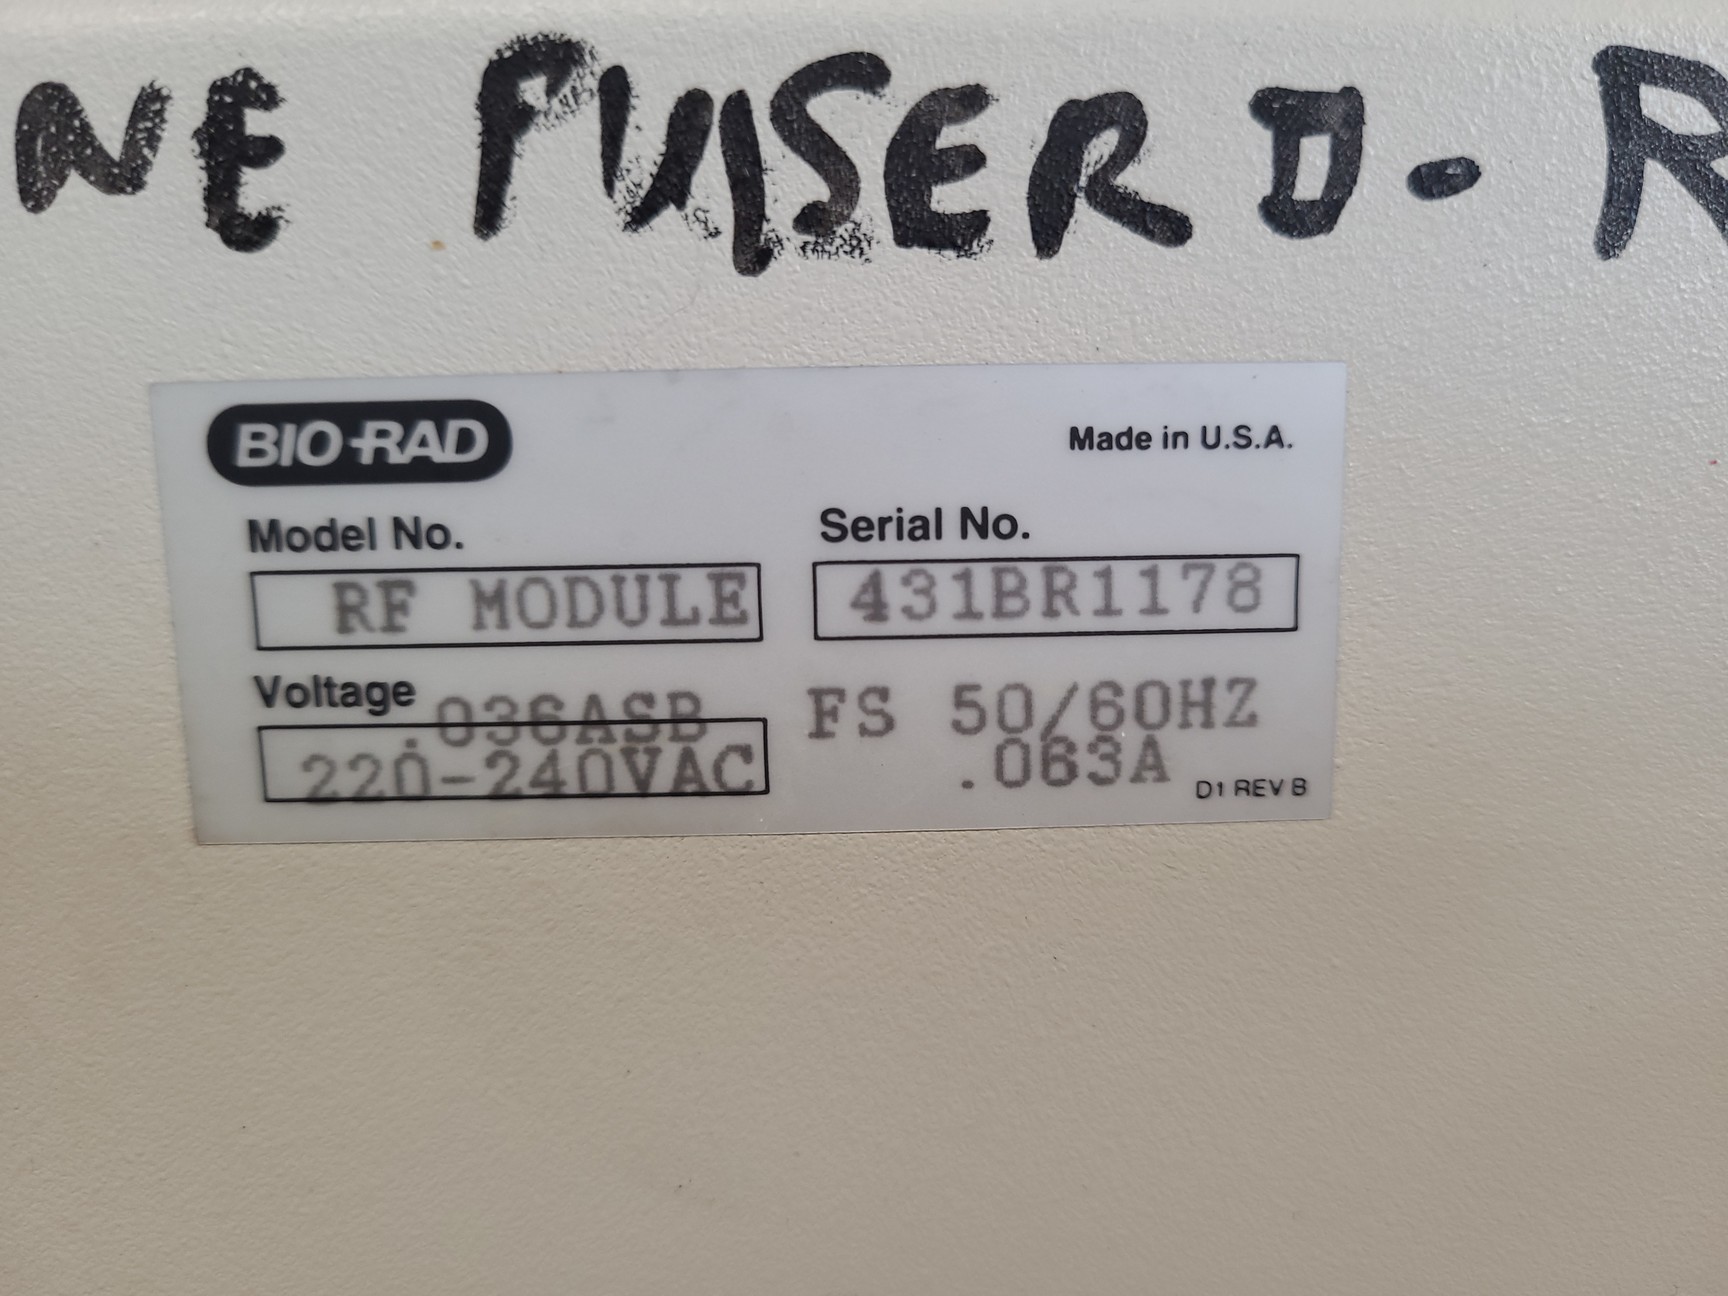 NE PULSER D. R
BIO-RAD
Made in U.S.A.
Model No.
Serial No.
RF MODULE
431BR1178
Voltage
.036ASB FS 50/60HZ
220-240VAC .063A
D1 REV B